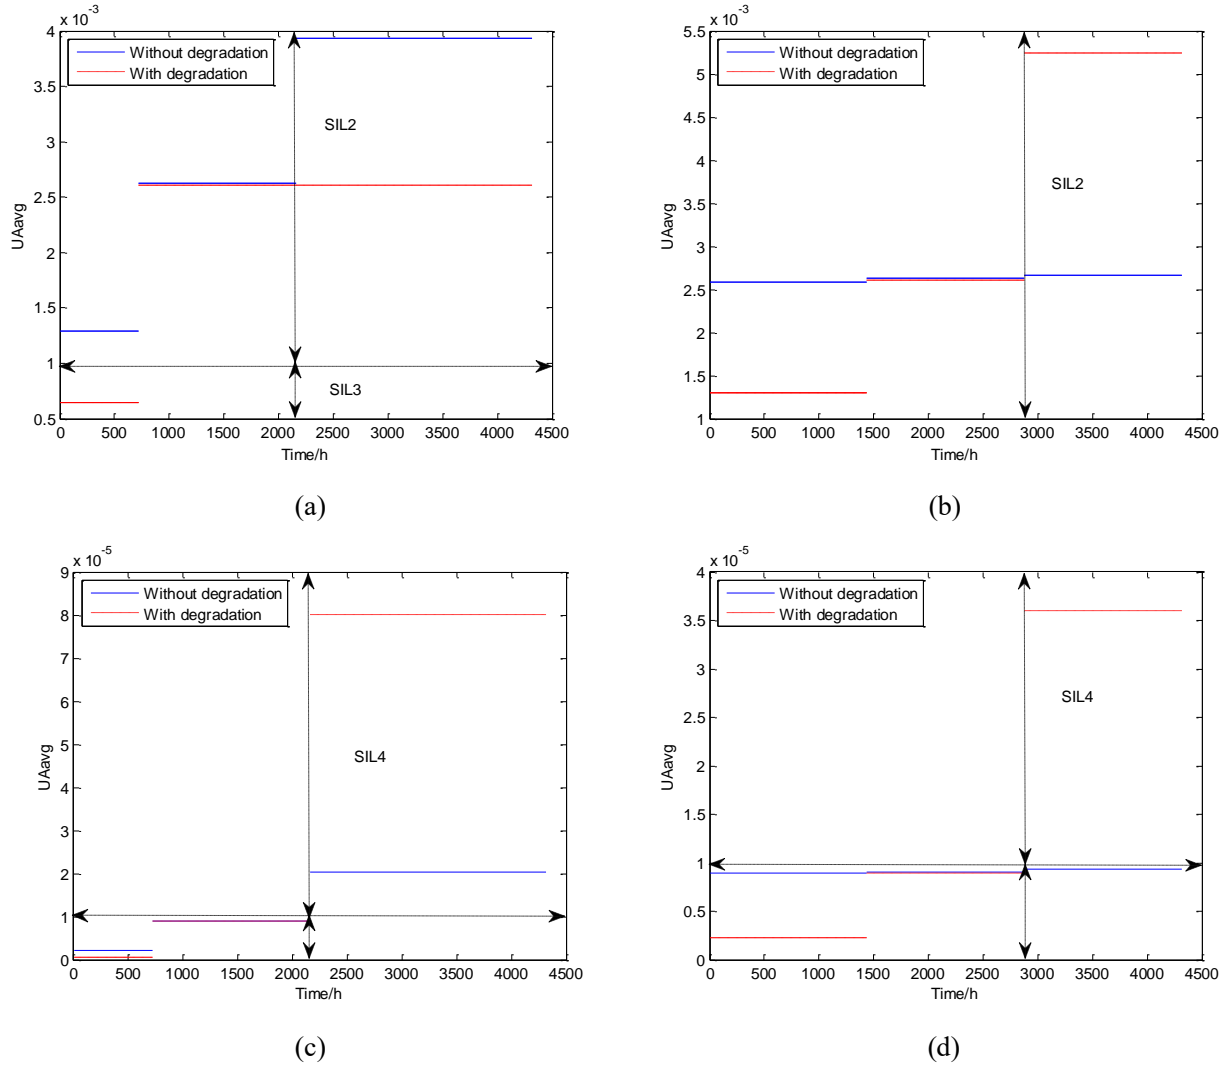 x 10^-3
4
3.5
3
2.5
2
1.5
1
0.5
UAavg
Without degradation
With degradation
SIL2
SIL3
0 500 1000 1500 2000 2500 3000 3500 4000 4500
Time/h
(a)
x 10^-3
5.5
5
4.5
4
3.5
3
2.5
2
1.5
1
UAavg
Without degradation
With degradation
SIL2
0 500 1000 1500 2000 2500 3000 3500 4000 4500
Time/h
(b)
x 10^-5
9
8
7
6
5
4
3
2
1
0
UAavg
Without degradation
With degradation
SIL4
0 500 1000 1500 2000 2500 3000 3500 4000 4500
Time/h
(c)
x 10^-5
4
3.5
3
2.5
2
1.5
1
0.5
0
UAavg
Without degradation
With degradation
SIL4
0 500 1000 1500 2000 2500 3000 3500 4000 4500
Time/h
(d)